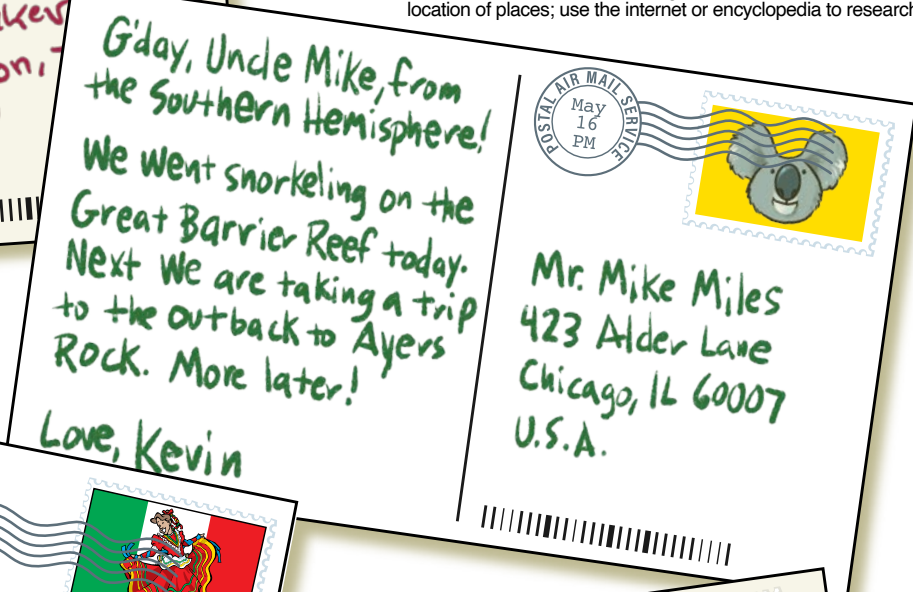 location of places; use the internet or encyclopedia to research
G'day, Uncle Mike, from
the Southern Hemisphere!
We went snorkeling on the
Great Barrier Reef today.
Next we are taking a trip
to the outback to Ayers
Rock. More later!
Love, Kevin
POSTAL AIR MAIL SERVICE
May
16
PM
Mr. Mike Miles
423 Alder Lane
Chicago, IL 60007
U.S.A.